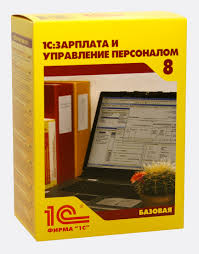 1С:ЗАРПЛАТА И
УПРАВЛЕНИЕ ПЕРСОНАЛОМ
8
1С
®
ФИРМА "1С"
БАЗОВАЯ